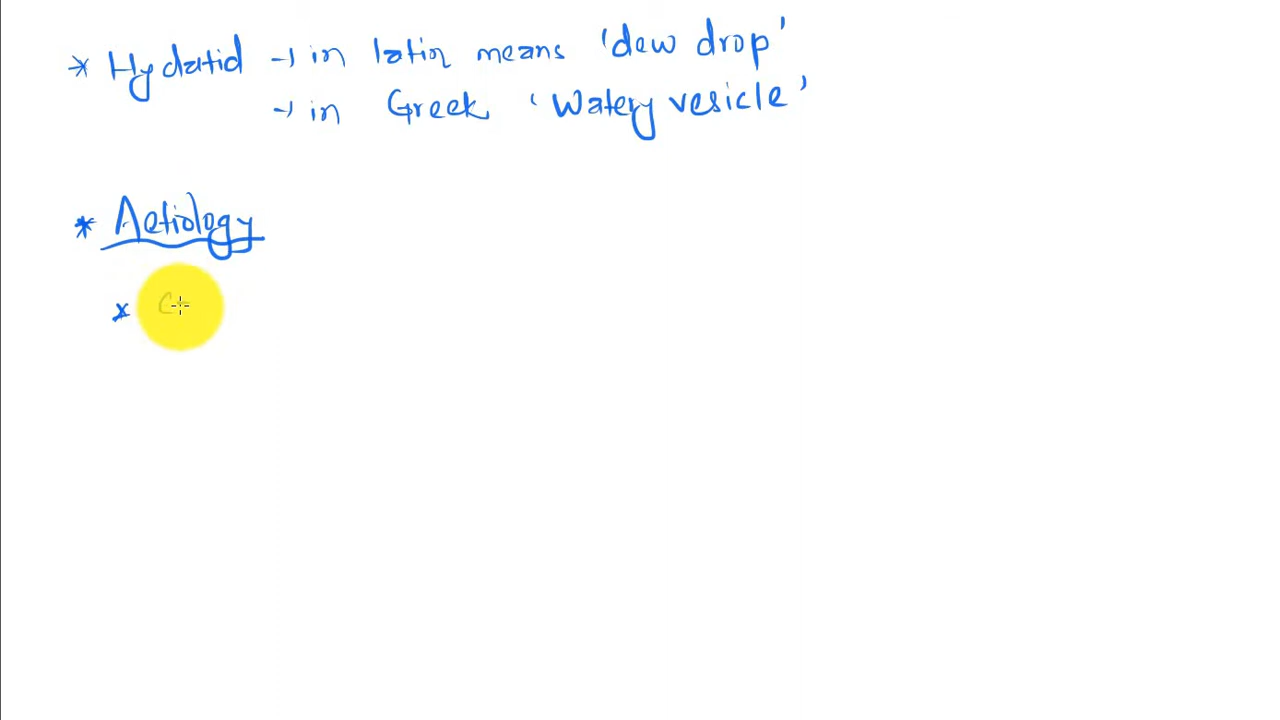 * Hydatid → in latin means 'dew drop'
→ in Greek 'Watery vesicle'
* Aetiology
*